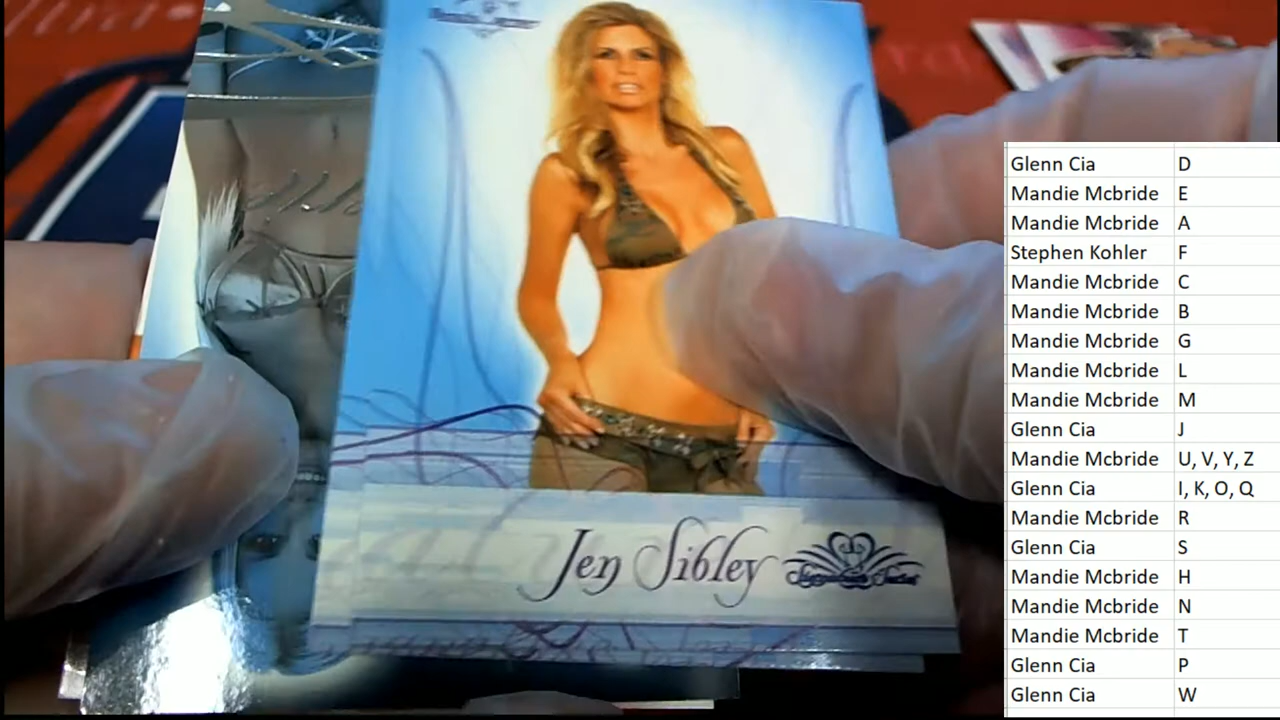 Jen Sibley
Glenn Cia D
Mandie Mcbride E
Mandie Mcbride A
Stephen Kohler F
Mandie Mcbride C
Mandie Mcbride B
Mandie Mcbride G
Mandie Mcbride L
Mandie Mcbride M
Glenn Cia J
Mandie Mcbride U, V, Y, Z
Glenn Cia I, K, O, Q
Mandie Mcbride R
Glenn Cia S
Mandie Mcbride H
Mandie Mcbride N
Mandie Mcbride T
Glenn Cia P
Glenn Cia W